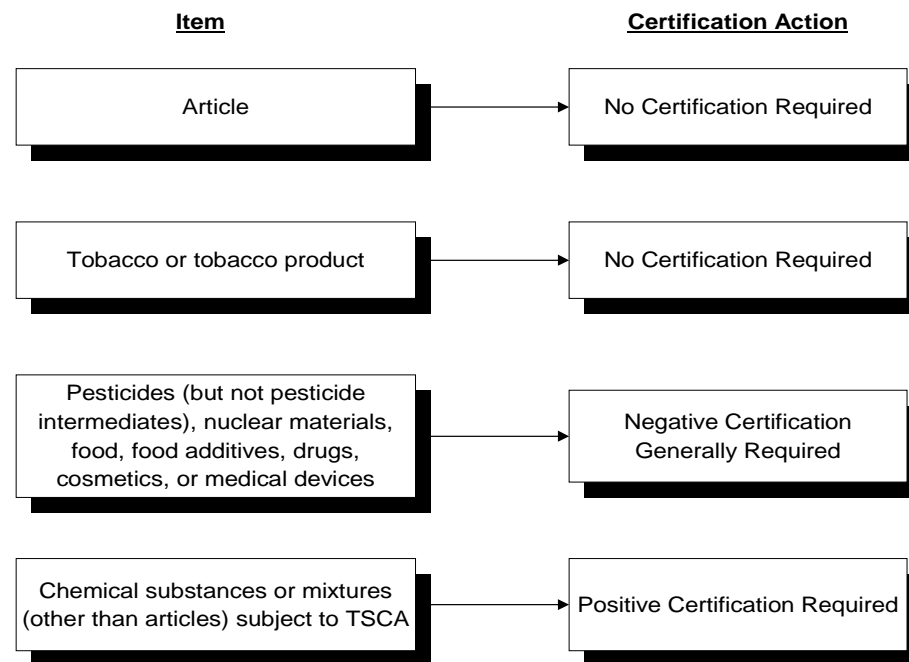 Item
Certification Action
Article
No Certification Required
Tobacco or tobacco product
No Certification Required
Pesticides (but not pesticide
intermediates), nuclear materials,
food, food additives, drugs,
cosmetics, or medical devices
Negative Certification
Generally Required
Chemical substances or mixtures
(other than articles) subject to TSCA
Positive Certification Required